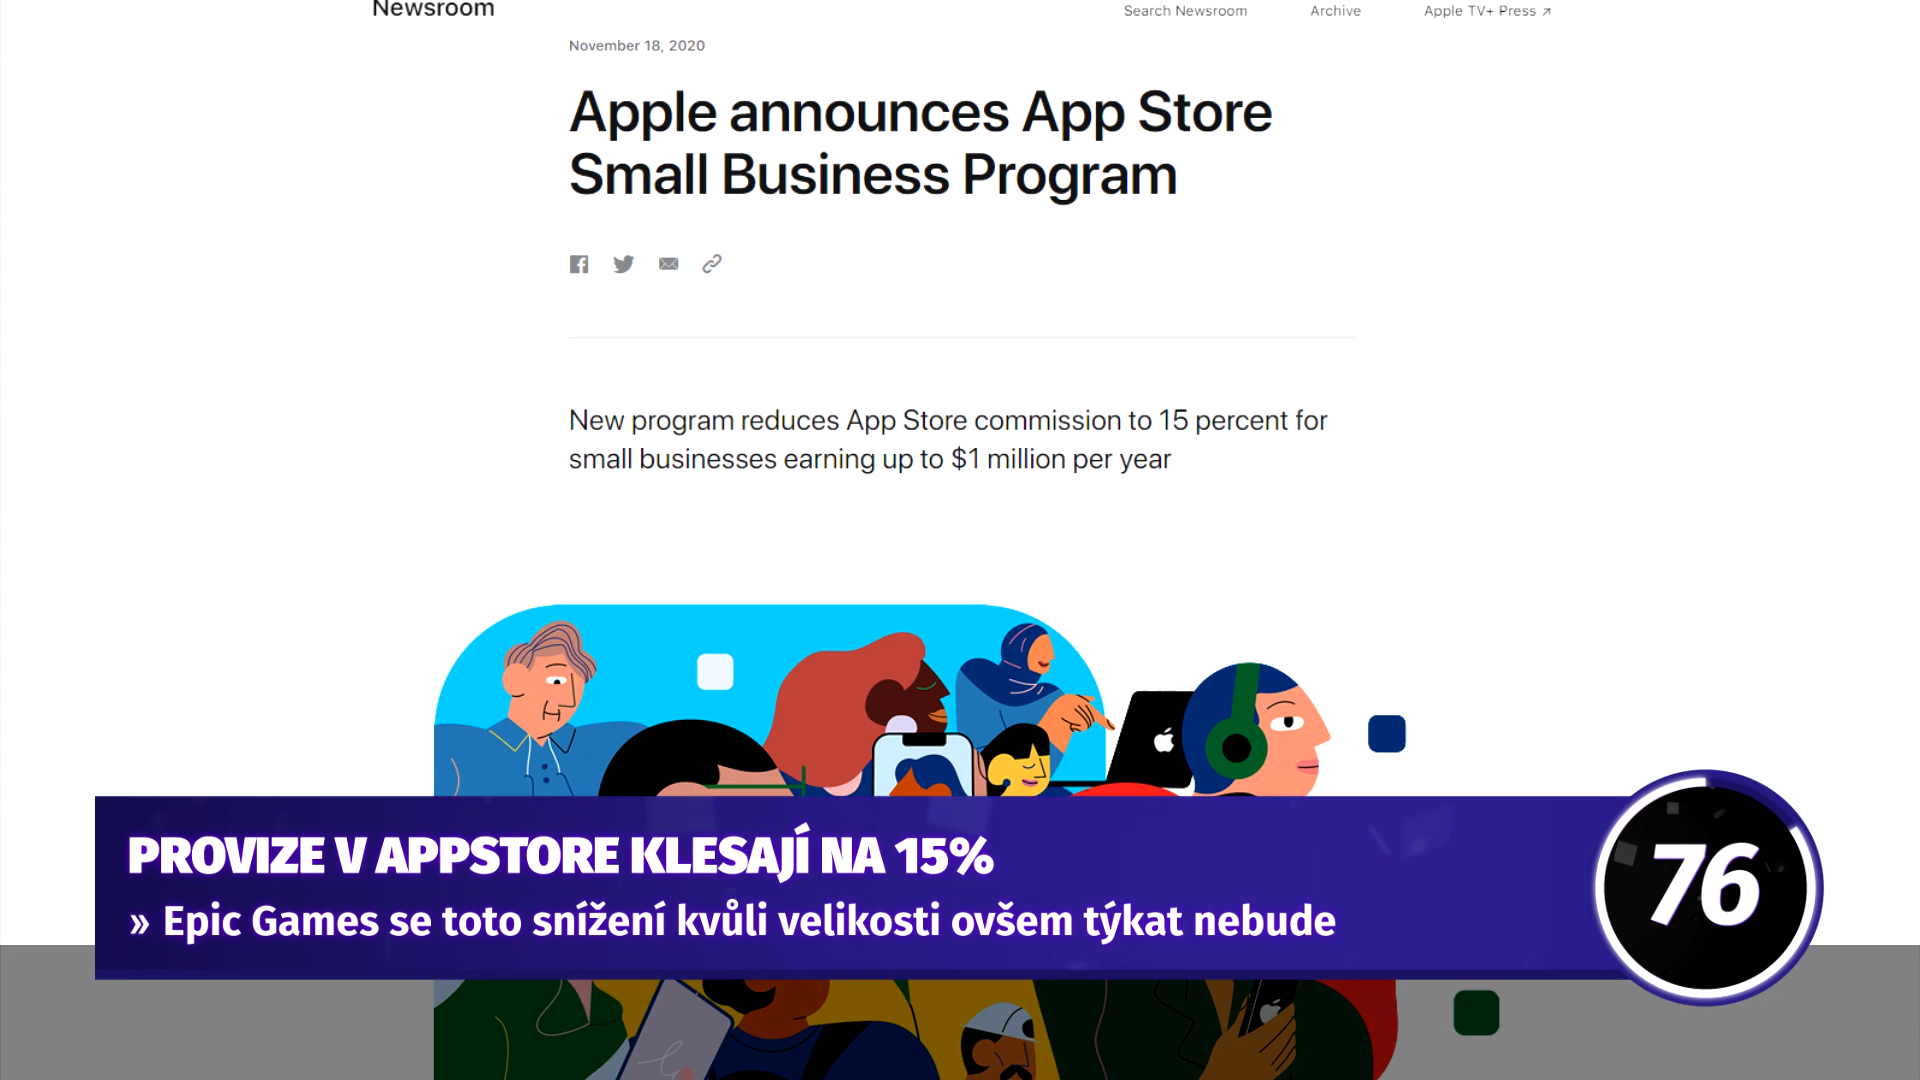 Newsroom
Search Newsroom Archive Apple TV+ Press ↗
November 18, 2020
Apple announces App Store
Small Business Program
New program reduces App Store commission to 15 percent for
small businesses earning up to $1 million per year
PROVIZE V APPSTORE KLESAJÍ NA 15%
» Epic Games se toto snížení kvůli velikosti ovšem týkat nebude
76